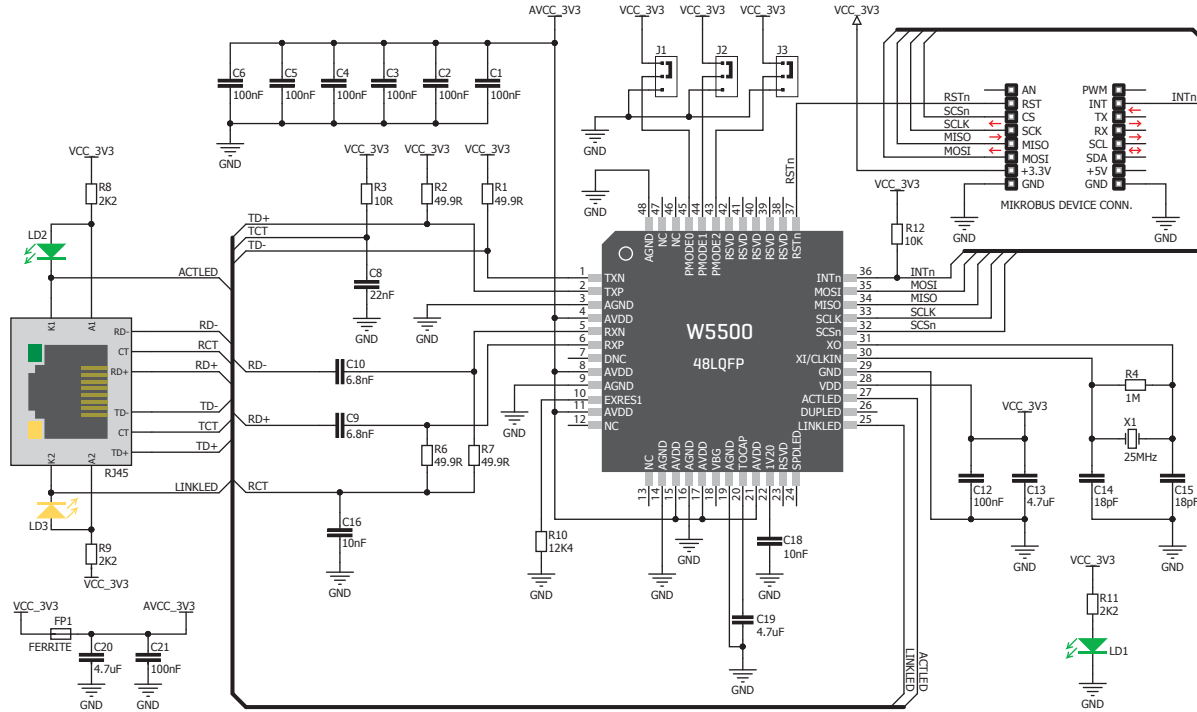 AVCC_3V3
VCC_3V3 VCC_3V3 VCC_3V3
VCC_3V3
J1 J2 J3
C6 C5 C4 C3 C2 C1
100nF 100nF 100nF 100nF 100nF 100nF
GND
GND
RSTn
SCSn
SCLK
MISO
MOSI
AN
RST
CS
SCK
MISO
MOSI
+3.3V
GND
PWM
INT
TX
RX
SCL
SDA
+5V
GND
INTn
MIKROBUS DEVICE CONN.
GND
GND
VCC_3V3
R8
2K2
LD2
ACTLED
VCC_3V3 VCC_3V3 VCC_3V3
R3
10R
R2
49.9R
R1
49.9R
TD+
TCT
TD-
C8
22nF
GND
GND
GND
RSTn
VCC_3V3
R12
10K
48 47 46 45 44 43 42 41 40 39 38 37
AGND NC NC PMODE0 PMODE1 PMODE2 RSVD RSVD RSVD RSVD RSVD RSTn
1 TXN
2 TXP
3 AGND
4 AVDD
5 RXN
6 RXP
7 DNC
8 AVDD
9 AGND
10 EXRES1
11 AVDD
12 NC
W5500
48LQFP
INTn 36 INTn
MOSI 35 MOSI
MISO 34 MISO
SCLK 33 SCLK
SCSn 32 SCSn
XO 31
XI/CLKIN 30
GND 29
VDD 28
ACTLED 27
DUPLED 26
LINKLED 25
NC AGND AVDD AGND AVDD VBG AGND TOCAP AVDD 1V20 RSVD SPDLED
13 14 15 16 17 18 19 20 21 22 23 24
K1 A1
RD-
CT
RD+
TD-
CT
TD+
K2 A2
RJ45
RD-
RCT
RD+
TD-
TCT
TD+
LINKLED
LD3
R9
2K2
VCC_3V3
RD-
C10
6.8nF
RD+
C9
6.8nF
R6
49.9R
R7
49.9R
RCT
C16
10nF
GND
GND
R10
12K4
GND
GND
GND
C18
10nF
GND
C19
4.7uF
GND
R4
1M
X1
25MHz
C14
18pF
C15
18pF
GND
VCC_3V3
C12
100nF
C13
4.7uF
GND
VCC_3V3
R11
2K2
LD1
GND
VCC_3V3
FP1
FERRITE
AVCC_3V3
C20
4.7uF
C21
100nF
GND
GND
LINKLED
ACTLED